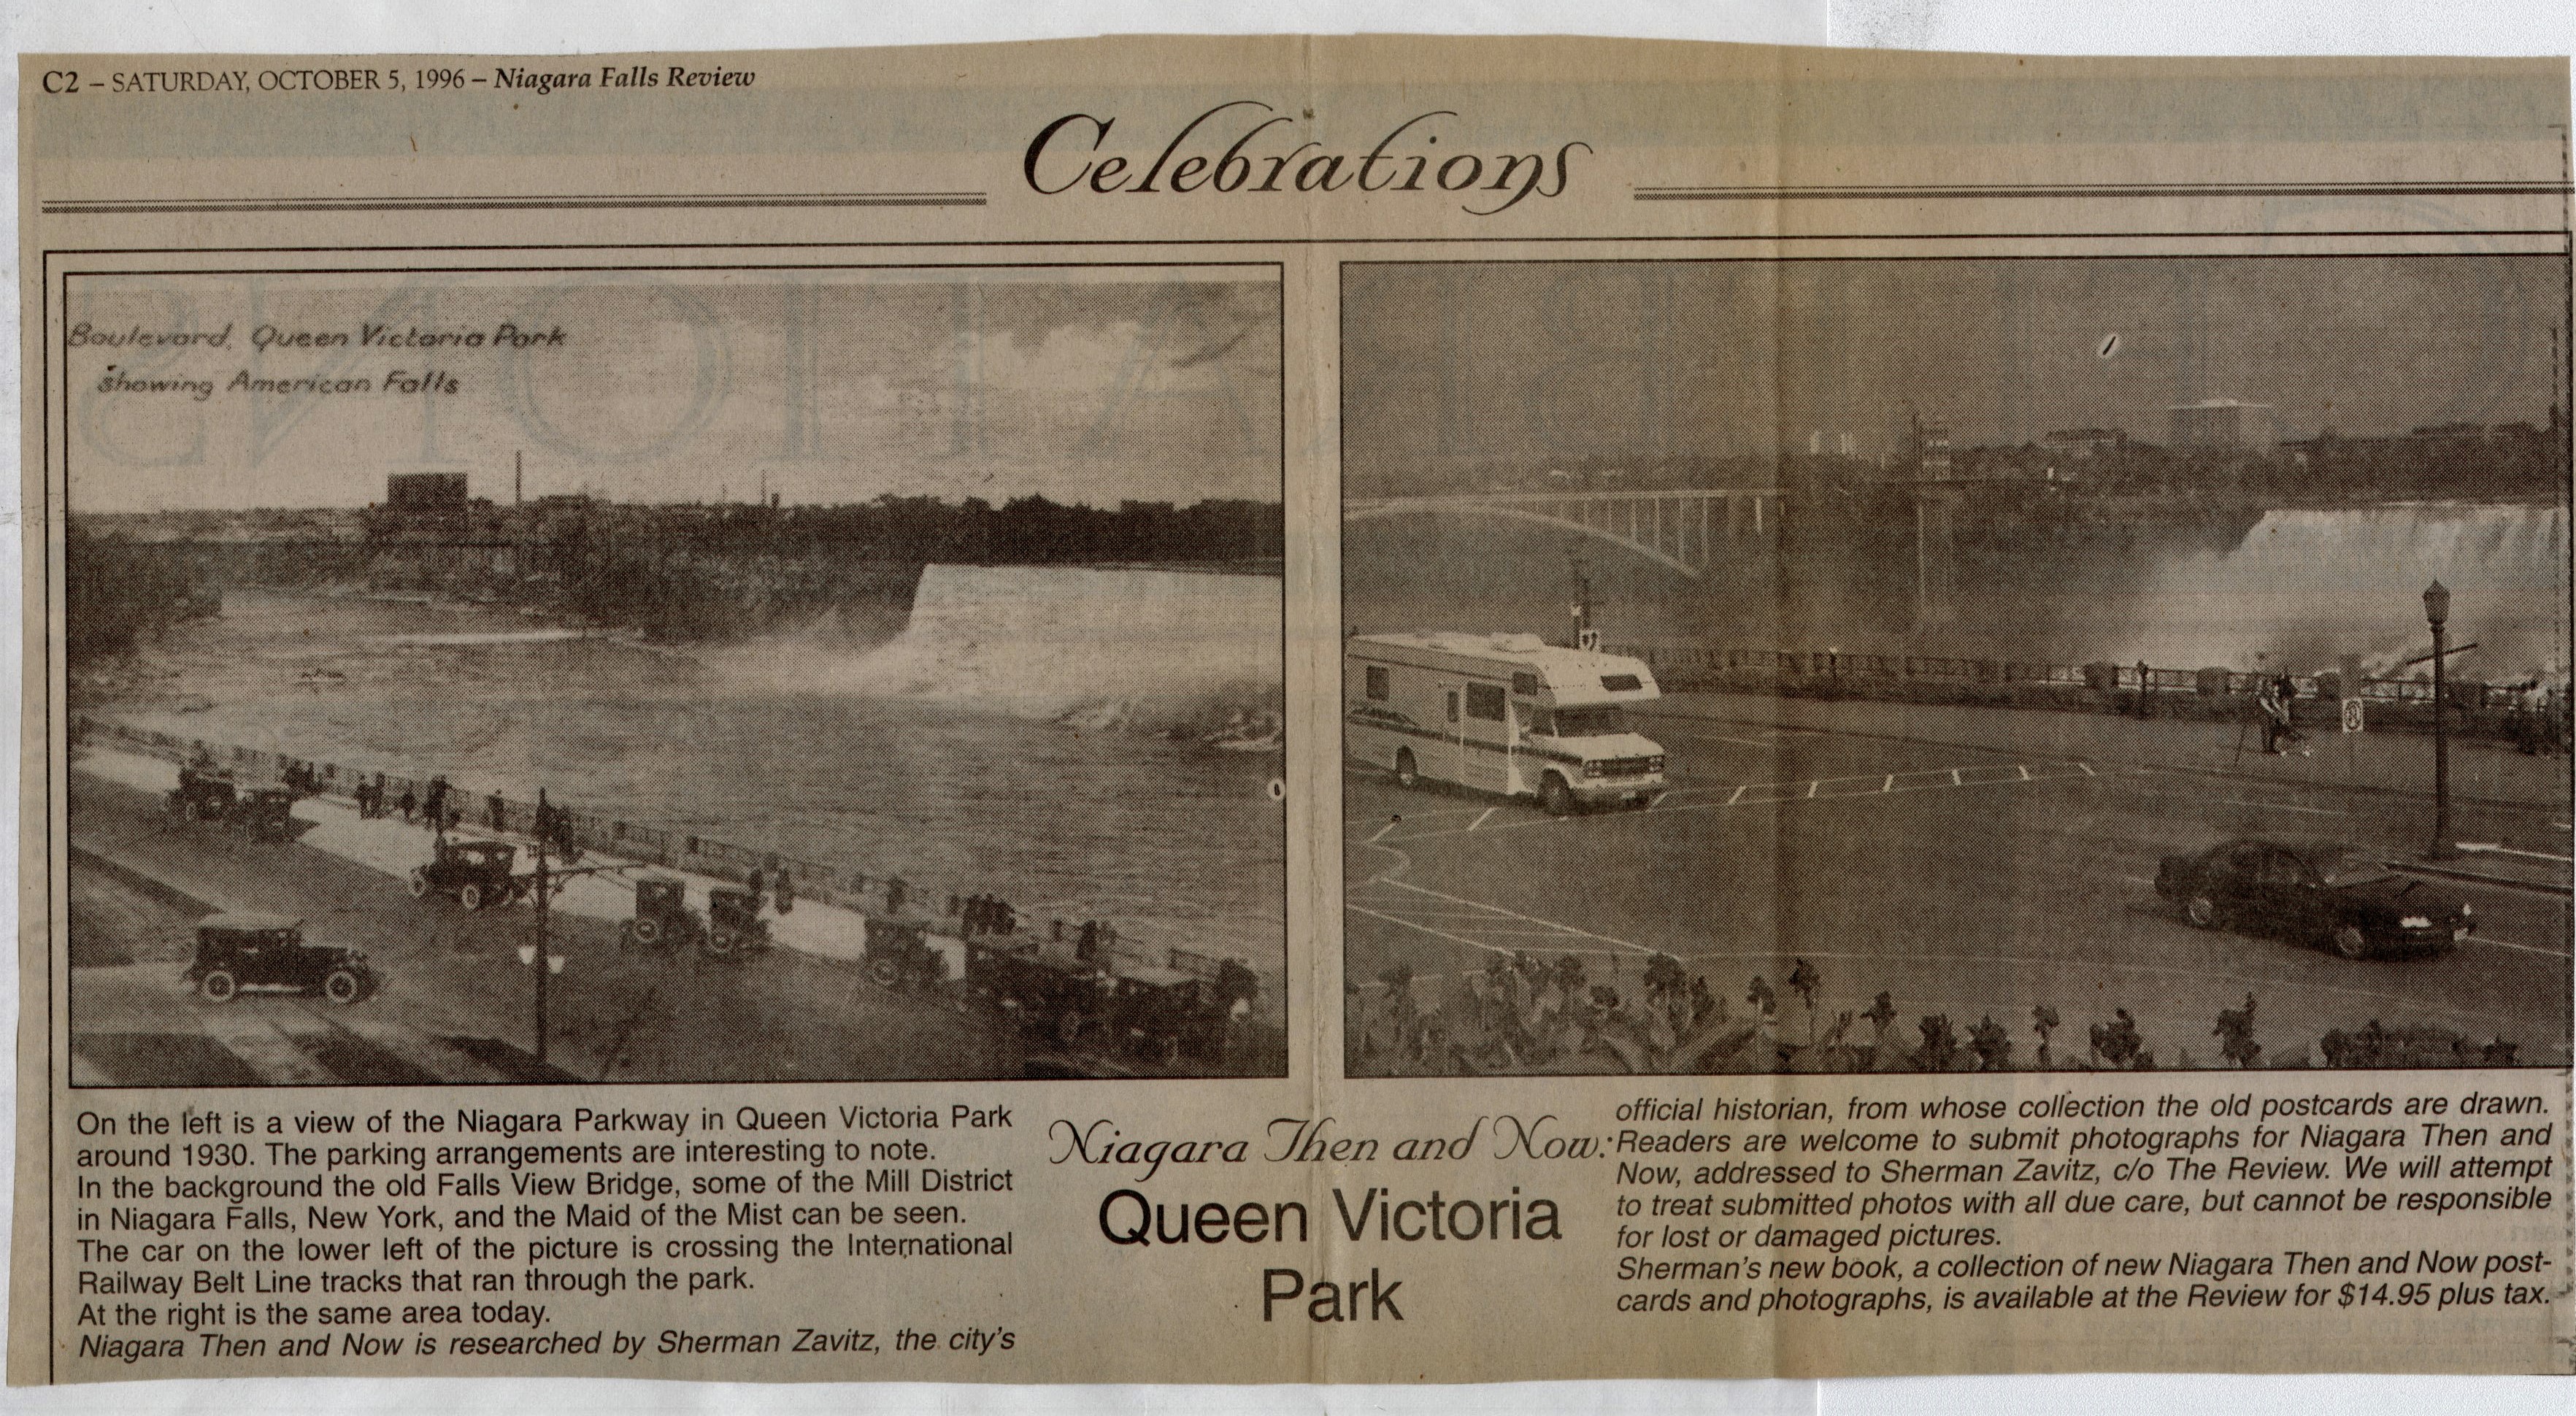 C2 – SATURDAY, OCTOBER 5, 1996 – Niagara Falls Review
Celebrations
Boulevard, Queen Victoria Park
showing American Falls
On the left is a view of the Niagara Parkway in Queen Victoria Park
around 1930. The parking arrangements are interesting to note.
In the background the old Falls View Bridge, some of the Mill District
in Niagara Falls, New York, and the Maid of the Mist can be seen.
The car on the lower left of the picture is crossing the International
Railway Belt Line tracks that ran through the park.
At the right is the same area today.
Niagara Then and Now is researched by Sherman Zavitz, the city's
Niagara Then and Now:
Queen Victoria
Park
official historian, from whose collection the old postcards are drawn.
Readers are welcome to submit photographs for Niagara Then and
Now, addressed to Sherman Zavitz, c/o The Review. We will attempt
to treat submitted photos with all due care, but cannot be responsible
for lost or damaged pictures.
Sherman's new book, a collection of new Niagara Then and Now post-
cards and photographs, is available at the Review for $14.95 plus tax.